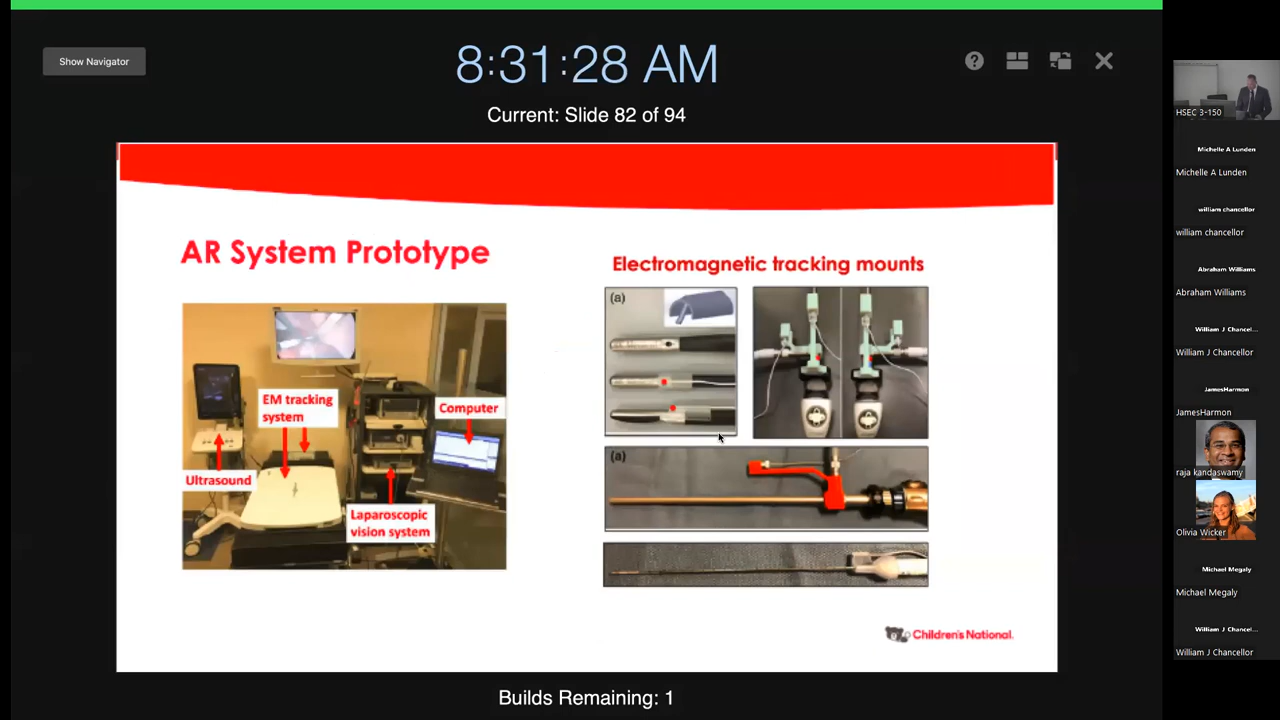 Show Navigator
8:31:28 AM
Current: Slide 82 of 94
AR System Prototype
EM tracking
system
Computer
Ultrasound
Laparoscopic
vision system
Electromagnetic tracking mounts
(a)
(a)
Children's National.
Builds Remaining: 1
HSEC 3-150
Michelle A Lunden
Michelle A Lunden
william chancellor
william chancellor
Abraham Williams
Abraham Williams
William J Chancel...
William J Chancellor
JamesHarmon
JamesHarmon
raja kandaswamy
Olivia Wicker
Michael Megaly
Michael Megaly
William J Chancel...
William J Chancellor